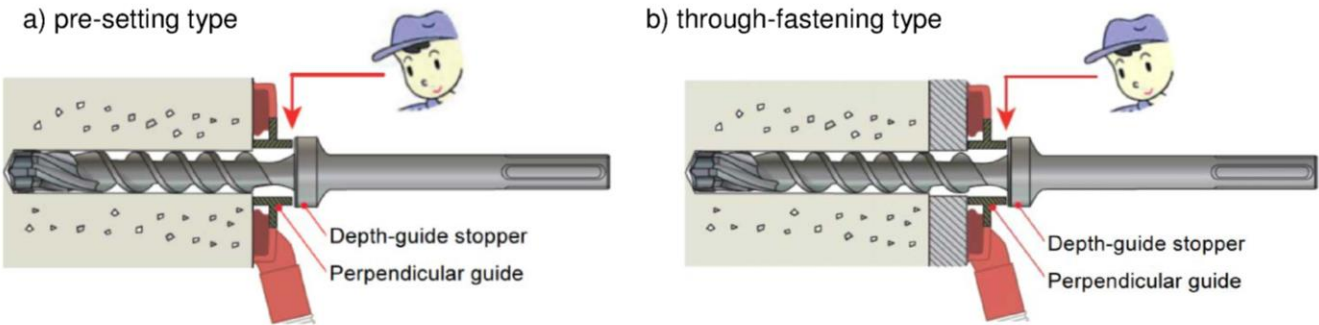 a) pre-setting type
b) through-fastening type
Depth-guide stopper
Perpendicular guide
Depth-guide stopper
Perpendicular guide